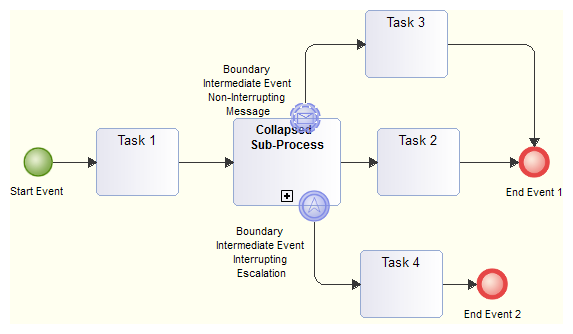 Task 3
Boundary
Intermediate Event
Non-Interrupting
Message
Collapsed
Sub-Process
Task 1
Task 2
Start Event
End Event 1
Boundary
Intermediate Event
Interrupting
Escalation
Task 4
End Event 2